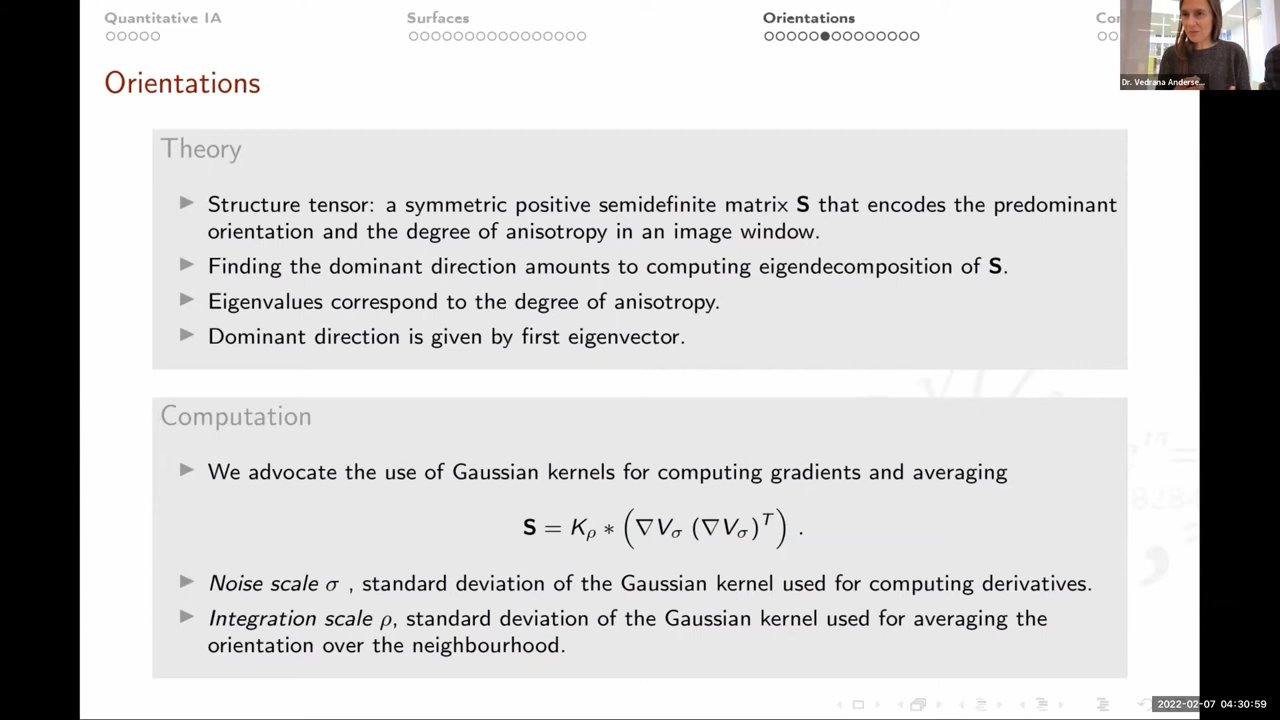 Quantitative IA
Surfaces
Orientations
Orientations
Dr. Vedrana Anderse...
Theory
Structure tensor: a symmetric positive semidefinite matrix S that encodes the predominant
orientation and the degree of anisotropy in an image window.
Finding the dominant direction amounts to computing eigendecomposition of S.
Eigenvalues correspond to the degree of anisotropy.
Dominant direction is given by first eigenvector.
Computation
We advocate the use of Gaussian kernels for computing gradients and averaging
S = K_ρ * (∇V_σ (∇V_σ)^T) .
Noise scale σ , standard deviation of the Gaussian kernel used for computing derivatives.
Integration scale ρ, standard deviation of the Gaussian kernel used for averaging the
orientation over the neighbourhood.
2022-02-07 04:30:59